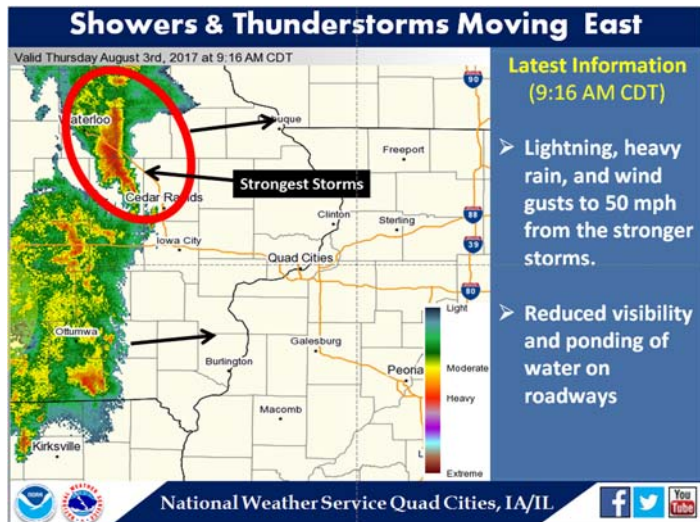 Showers & Thunderstorms Moving East
Valid Thursday August 3rd, 2017 at 9:16 AM CDT
Waterloo
buque
Freeport
Strongest Storms
Cedar Rapids
Clinton
Sterling
Iowa City
Quad Cities
Ottumwa
Burlington
Galesburg
Peoria
Macomb
Kirksville
90
88
39
80
Light
Moderate
Heavy
Extreme
Latest Information
(9:16 AM CDT)
➢ Lightning, heavy
rain, and wind
gusts to 50 mph
from the stronger
storms.
➢ Reduced visibility
and ponding of
water on
roadways
NOAA
National Weather Service Quad Cities, IA/IL
You
Tube